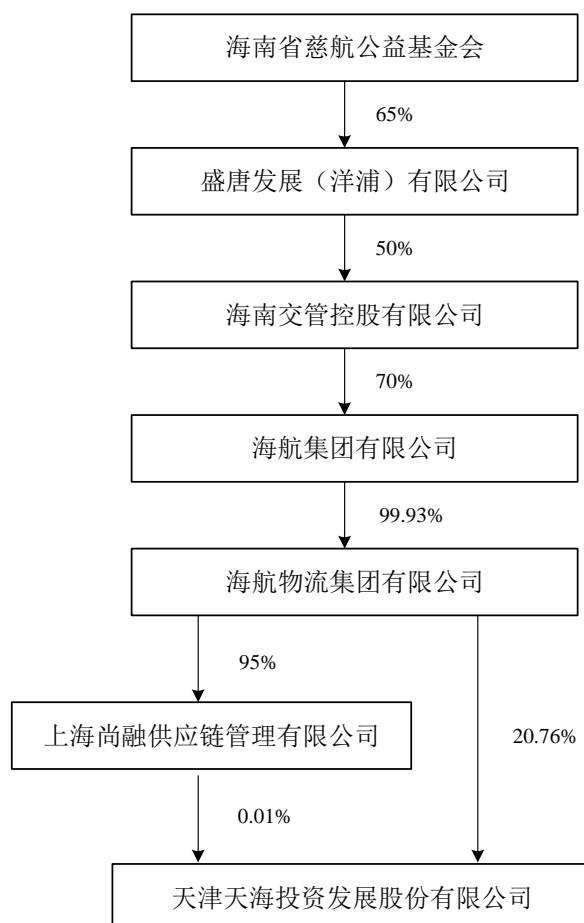 海南省慈航公益基金会
65%
盛唐发展（洋浦）有限公司
50%
海南交管控股有限公司
70%
海航集团有限公司
99.93%
海航物流集团有限公司
95%
上海尚融供应链管理有限公司
20.76%
0.01%
天津天海投资发展股份有限公司